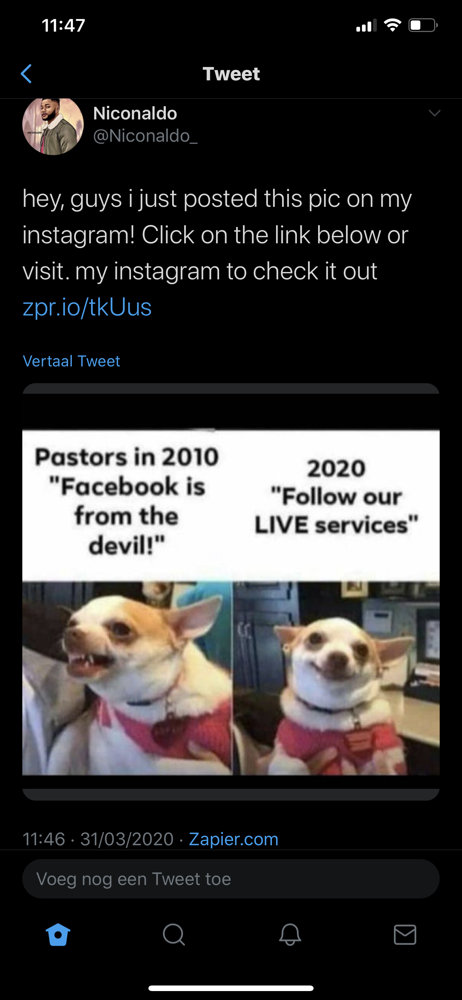 11:47
Tweet
NICONALDO
Niconaldo
@Niconaldo_
hey, guys i just posted this pic on my
instagram! Click on the link below or
visit. my instagram to check it out
zpr.io/tkUus
Vertaal Tweet
Pastors in 2010
"Facebook is
from the
devil!"
2020
"Follow our
LIVE services"
11:46 · 31/03/2020 · Zapier.com
Voeg nog een Tweet toe